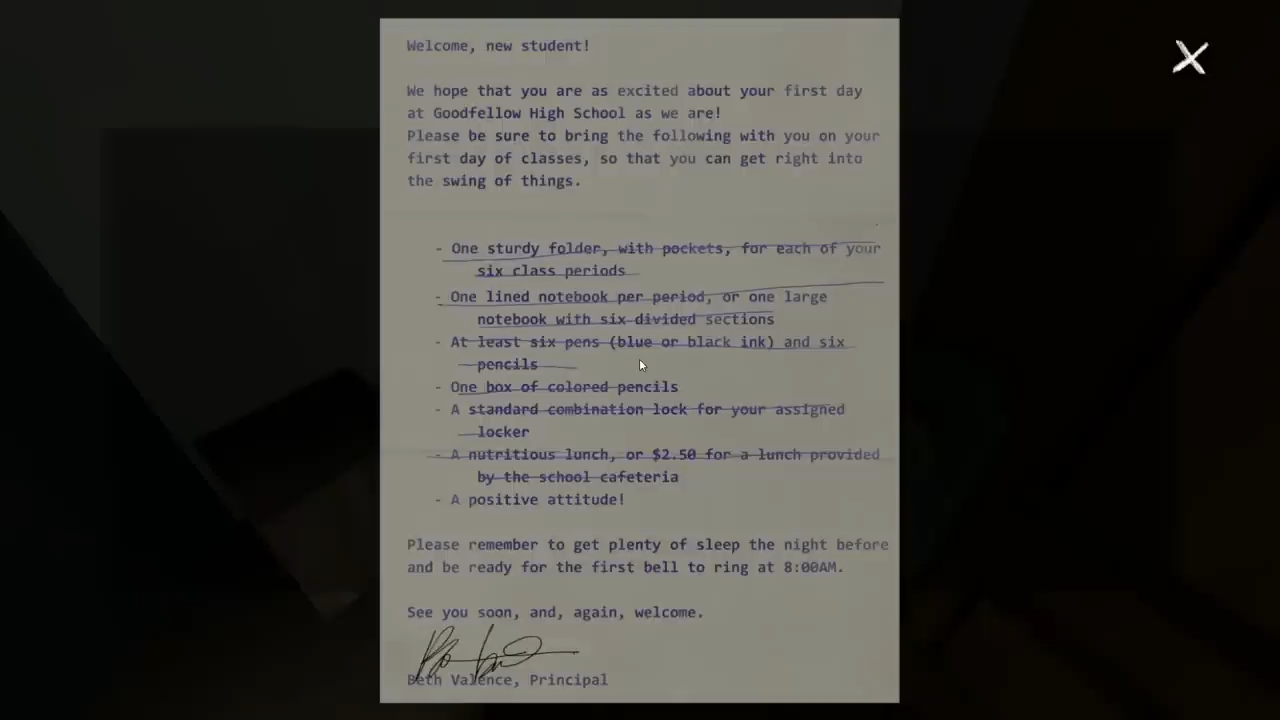 Welcome, new student!
We hope that you are as excited about your first day
at Goodfellow High School as we are!
Please be sure to bring the following with you on your
first day of classes, so that you can get right into
the swing of things.
- One sturdy folder, with pockets, for each of your
six class periods
- One lined notebook per period, or one large
notebook with six divided sections
- At least six pens (blue or black ink) and six
pencils
- One box of colored pencils
- A standard combination lock for your assigned
locker
- A nutritious lunch, or $2.50 for a lunch provided
by the school cafeteria
- A positive attitude!
Please remember to get plenty of sleep the night before
and be ready for the first bell to ring at 8:00AM.
See you soon, and, again, welcome.
Beth Valence, Principal